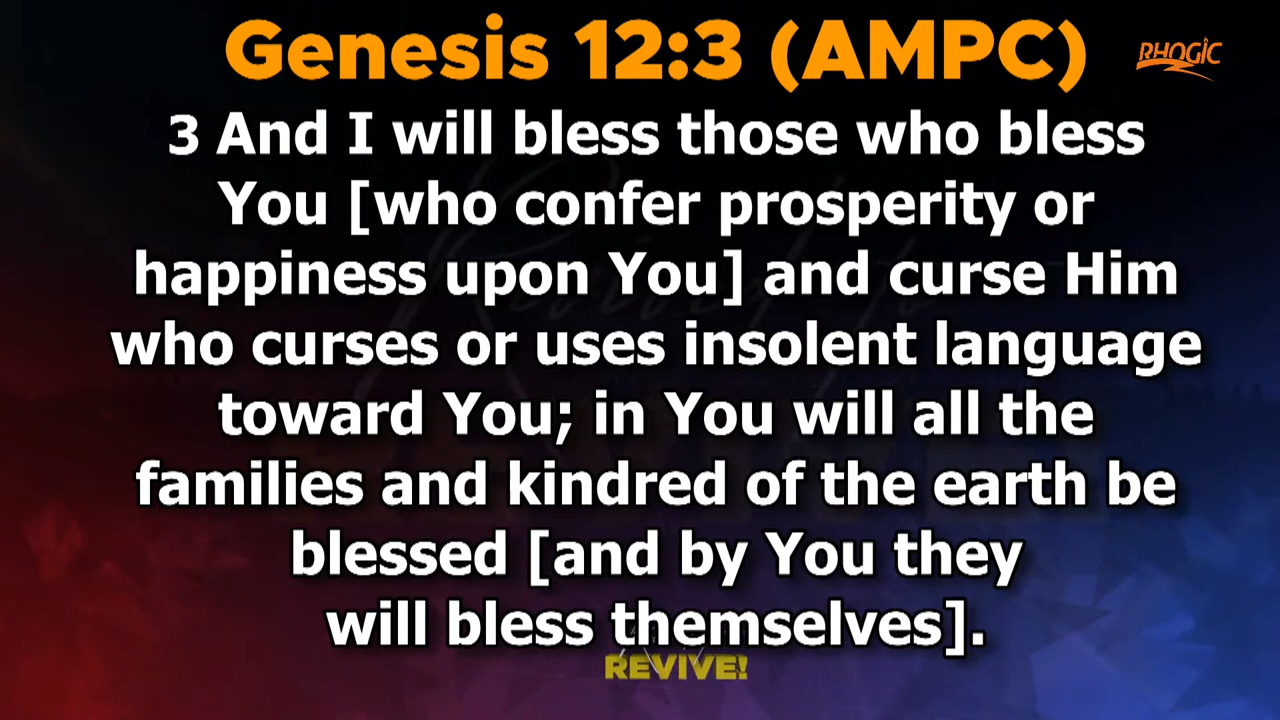 Genesis 12:3 (AMPC)
RHOGIC
3 And I will bless those who bless
You [who confer prosperity or
happiness upon You] and curse Him
who curses or uses insolent language
toward You; in You will all the
families and kindred of the earth be
blessed [and by You they
will bless themselves].
REVIVE!